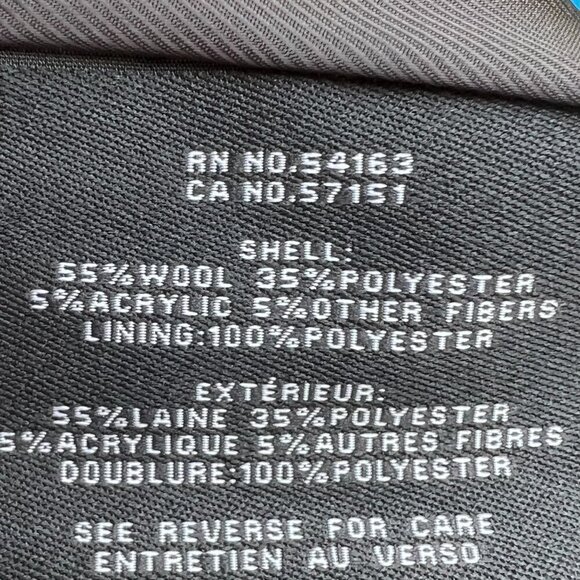 RN NO.54163
CA NO.57151
SHELL:
55%WOOL 35%POLYESTER
5%ACRYLIC 5%OTHER FIBERS
LINING:100%POLYESTER
EXTÉRIEUR:
55%LAINE 35%POLYESTER
5%ACRYLIQUE 5%AUTRES FIBRES
DOUBLURE:100%POLYESTER
SEE REVERSE FOR CARE
ENTRETIEN AU VERSO